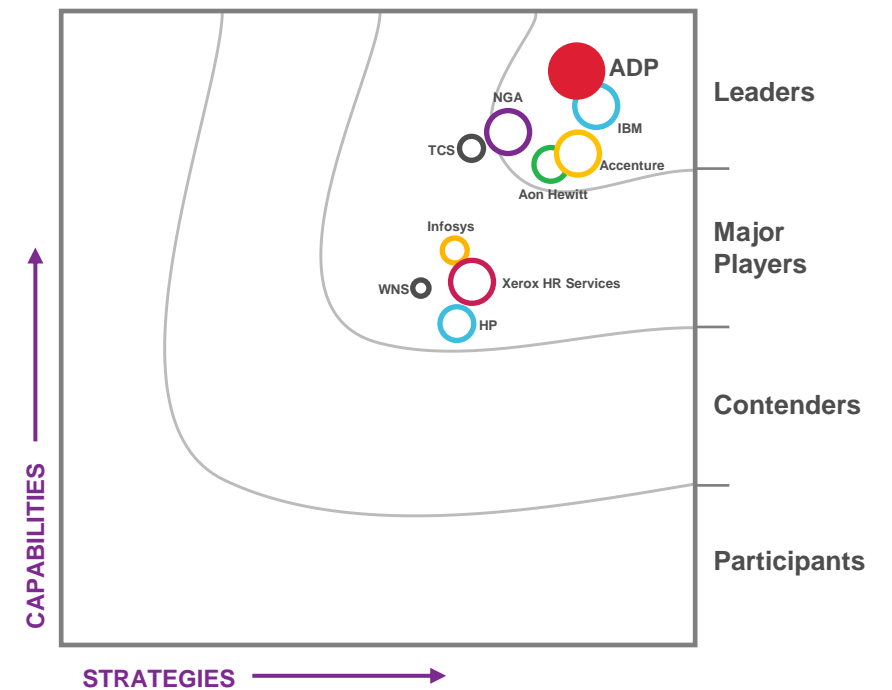 ADP
Leaders
NGA
IBM
TCS
Accenture
Aon Hewitt
Infosys
Major
Players
WNS
Xerox HR Services
HP
Contenders
CAPABILITIES
Participants
STRATEGIES